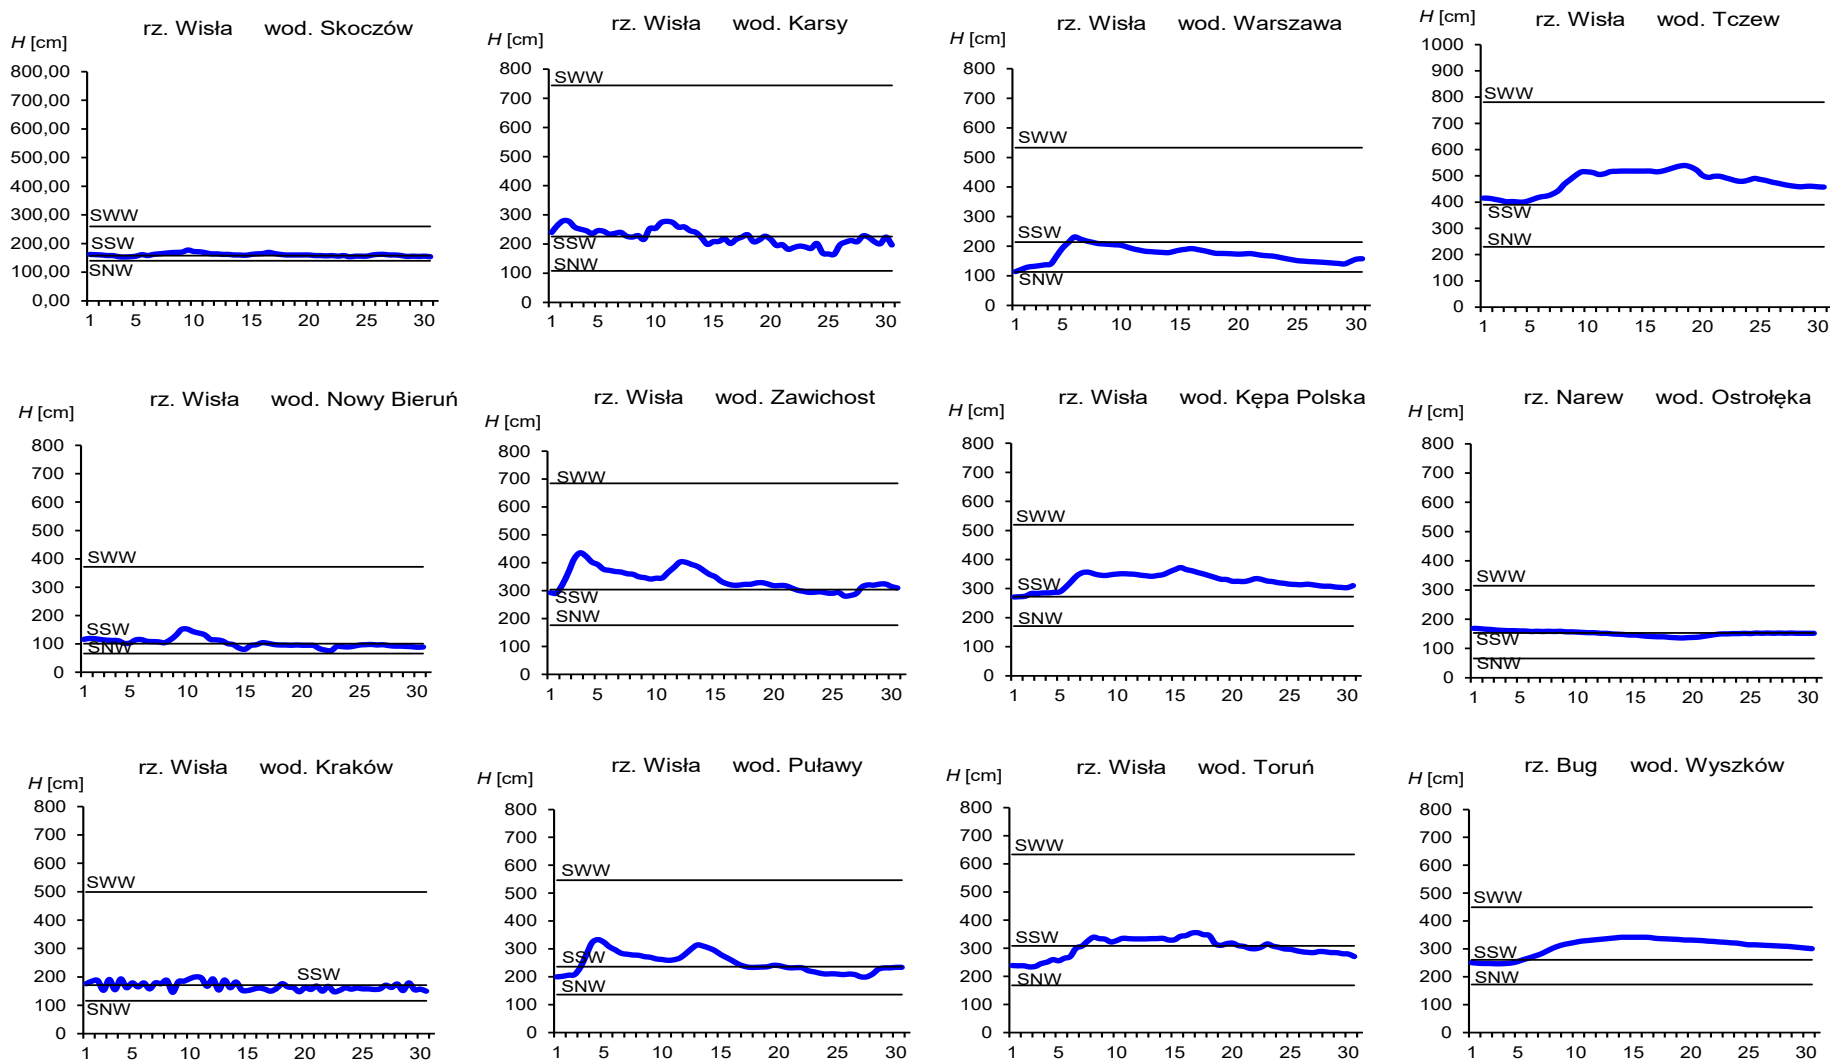 rz. Wisła wod. Skoczów
H [cm]
800,00
700,00
600,00
500,00
400,00
300,00
200,00
100,00
0,00
SWW
SSW
SNW
1 5 10 15 20 25 30
rz. Wisła wod. Karsy
H [cm]
800
700
600
500
400
300
200
100
0
SWW
SSW
SNW
1 5 10 15 20 25 30
rz. Wisła wod. Warszawa
H [cm]
800
700
600
500
400
300
200
100
0
SWW
SSW
SNW
1 5 10 15 20 25 30
rz. Wisła wod. Tczew
H [cm]
1000
900
800
700
600
500
400
300
200
100
0
SWW
SSW
SNW
1 5 10 15 20 25 30
rz. Wisła wod. Nowy Bieruń
H [cm]
800
700
600
500
400
300
200
100
0
SWW
SSW
SNW
1 5 10 15 20 25 30
rz. Wisła wod. Zawichost
H [cm]
800
700
600
500
400
300
200
100
0
SWW
SSW
SNW
1 5 10 15 20 25 30
rz. Wisła wod. Kępa Polska
H [cm]
800
700
600
500
400
300
200
100
0
SWW
SSW
SNW
1 5 10 15 20 25 30
rz. Narew wod. Ostrołęka
H [cm]
800
700
600
500
400
300
200
100
0
SWW
SSW
SNW
1 5 10 15 20 25 30
rz. Wisła wod. Kraków
H [cm]
800
700
600
500
400
300
200
100
0
SWW
SSW
SNW
1 5 10 15 20 25 30
rz. Wisła wod. Puławy
H [cm]
800
700
600
500
400
300
200
100
0
SWW
SSW
SNW
1 5 10 15 20 25 30
rz. Wisła wod. Toruń
H [cm]
800
700
600
500
400
300
200
100
0
SWW
SSW
SNW
1 5 10 15 20 25 30
rz. Bug wod. Wyszków
H [cm]
800
700
600
500
400
300
200
100
0
SWW
SSW
SNW
1 5 10 15 20 25 30